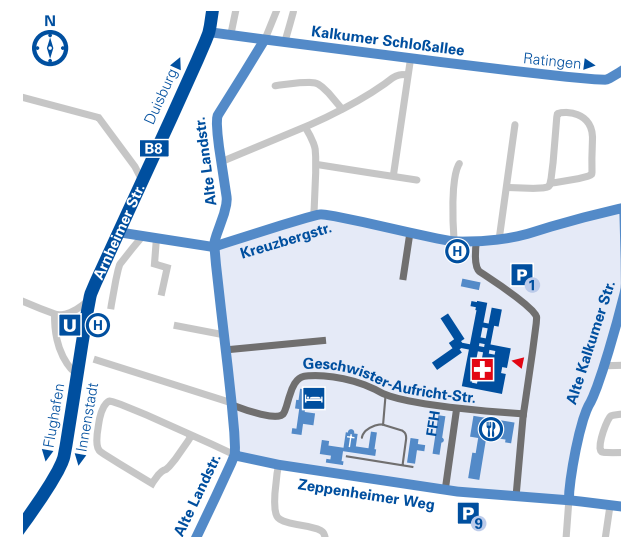 N
Kalkumer Schloßallee
Ratingen
Duisburg
B8
Alte Landstr.
Arnheimer Str.
Kreuzbergstr.
H
P
1
Alte Kalkumer Str.
U
H
Geschwister-Aufricht-Str.
FFH
Flughafen
Innenstadt
Alte Landstr.
Zeppenheimer Weg
P
9